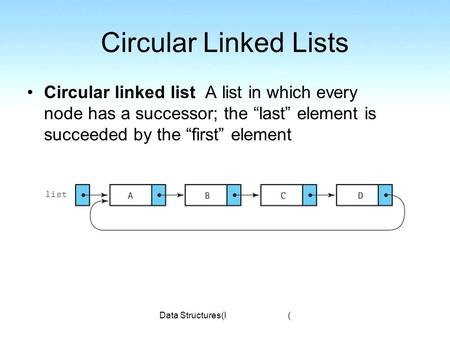 Circular Linked Lists
• Circular linked list A list in which every
node has a successor; the “last” element is
succeeded by the “first” element
list A B C D
Data Structures(I (